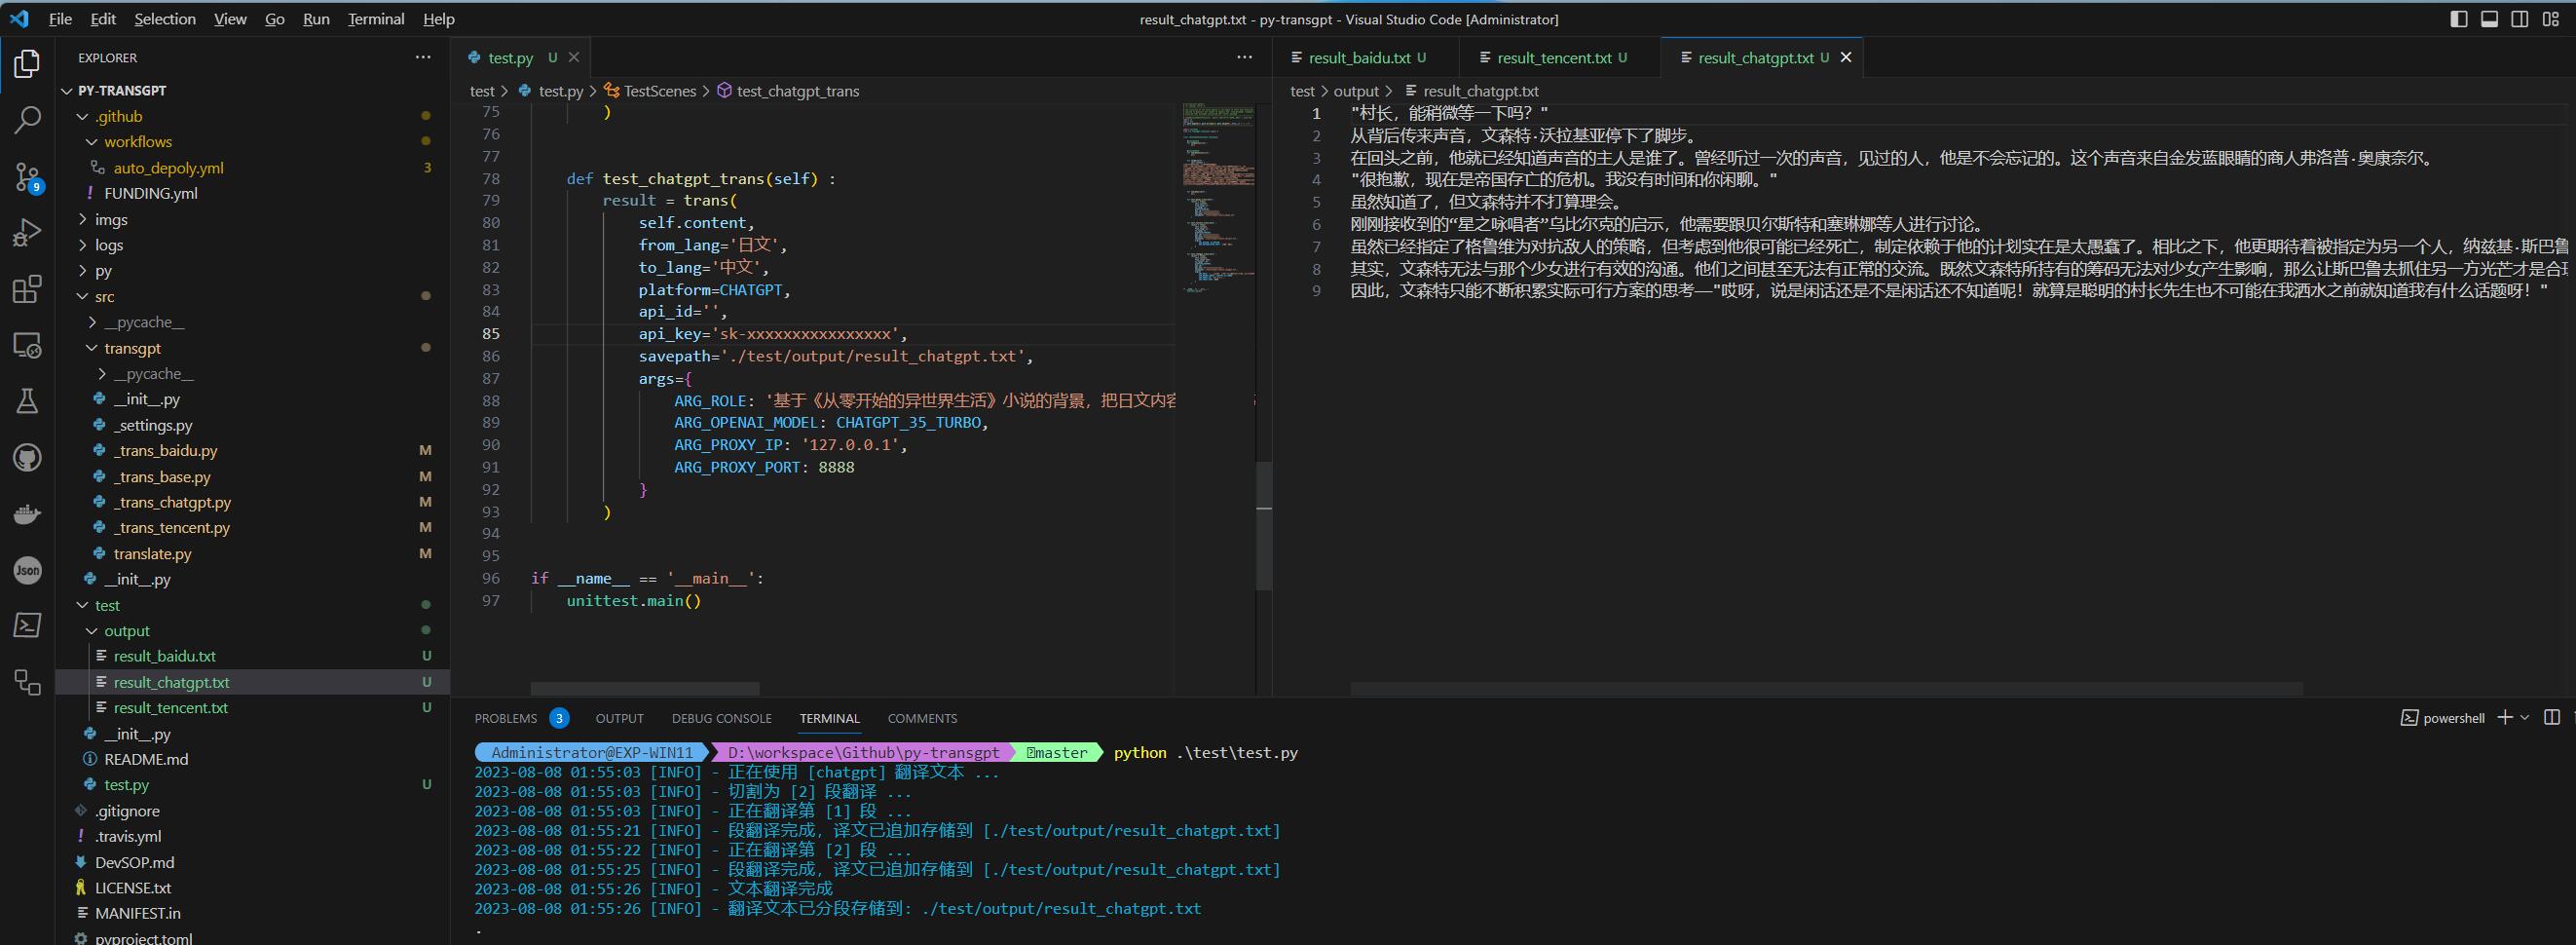 File Edit Selection View Go Run Terminal Help
result_chatgpt.txt - py-transgpt - Visual Studio Code [Administrator]
EXPLORER
PY-TRANSGPT
.github
workflows
auto_depoly.yml 3
! FUNDING.yml
imgs
logs
py
src
__pycache__
transgpt
__pycache__
__init__.py
_settings.py
_trans_baidu.py M
_trans_base.py M
_trans_chatgpt.py M
_trans_tencent.py M
translate.py M
__init__.py
test
output
result_baidu.txt U
result_chatgpt.txt U
result_tencent.txt U
__init__.py
README.md
test.py U
.gitignore
! .travis.yml
DevSOP.md
LICENSE.txt
MANIFEST.in
pyproject.toml
9
Json
test.py U
test > test.py > TestScenes > test_chatgpt_trans
75 )
76
77
78 def test_chatgpt_trans(self) :
79 result = trans(
80 self.content,
81 from_lang='日文',
82 to_lang='中文',
83 platform=CHATGPT,
84 api_id='',
85 api_key='sk-xxxxxxxxxxxxxxxx',
86 savepath='./test/output/result_chatgpt.txt',
87 args={
88 ARG_ROLE: '基于《从零开始的异世界生活》小说的背景，把日文内容
89 ARG_OPENAI_MODEL: CHATGPT_35_TURBO,
90 ARG_PROXY_IP: '127.0.0.1',
91 ARG_PROXY_PORT: 8888
92 }
93 )
94
95
96 if __name__ == '__main__':
97 unittest.main()
result_baidu.txt U result_tencent.txt U result_chatgpt.txt U
test > output > result_chatgpt.txt
1 "村长，能稍微等一下吗？"
2 从背后传来声音，文森特·沃拉基亚停下了脚步。
3 在回头之前，他就已经知道声音的主人是谁了。曾经听过一次的声音，见过的人，他是不会忘记的。这个声音来自金发蓝眼睛的商人弗洛普·奥康奈尔。
4 "很抱歉，现在是帝国存亡的危机。我没有时间和你闲聊。"
5 虽然知道了，但文森特并不打算理会。
6 刚刚接收到的“星之咏唱者”乌比尔克的启示，他需要跟贝尔斯特和塞琳娜等人进行讨论。
7 虽然已经指定了格鲁维为对抗敌人的策略，但考虑到他很可能已经死亡，制定依赖于他的计划实在是太愚蠢了。相比之下，他更期待着被指定为另一个人，纳兹基·斯巴鲁
8 其实，文森特无法与那个少女进行有效的沟通。他们之间甚至无法有正常的交流。既然文森特所持有的筹码无法对少女产生影响，那么让斯巴鲁去抓住另一方光芒才是合
9 因此，文森特只能不断积累实际可行方案的思考—"哎呀，说是闲话还是不是闲话还不知道呢！就算是聪明的村长先生也不可能在我洒水之前就知道我有什么话题呀！"
PROBLEMS 3 OUTPUT DEBUG CONSOLE TERMINAL COMMENTS
powershell
Administrator@EXP-WIN11 D:\workspace\Github\py-transgpt master python .\test\test.py
2023-08-08 01:55:03 [INFO] - 正在使用 [chatgpt] 翻译文本 ...
2023-08-08 01:55:03 [INFO] - 切割为 [2] 段翻译 ...
2023-08-08 01:55:03 [INFO] - 正在翻译第 [1] 段 ...
2023-08-08 01:55:21 [INFO] - 段翻译完成，译文已追加存储到 [./test/output/result_chatgpt.txt]
2023-08-08 01:55:22 [INFO] - 正在翻译第 [2] 段 ...
2023-08-08 01:55:25 [INFO] - 段翻译完成，译文已追加存储到 [./test/output/result_chatgpt.txt]
2023-08-08 01:55:26 [INFO] - 文本翻译完成
2023-08-08 01:55:26 [INFO] - 翻译文本已分段存储到: ./test/output/result_chatgpt.txt
.